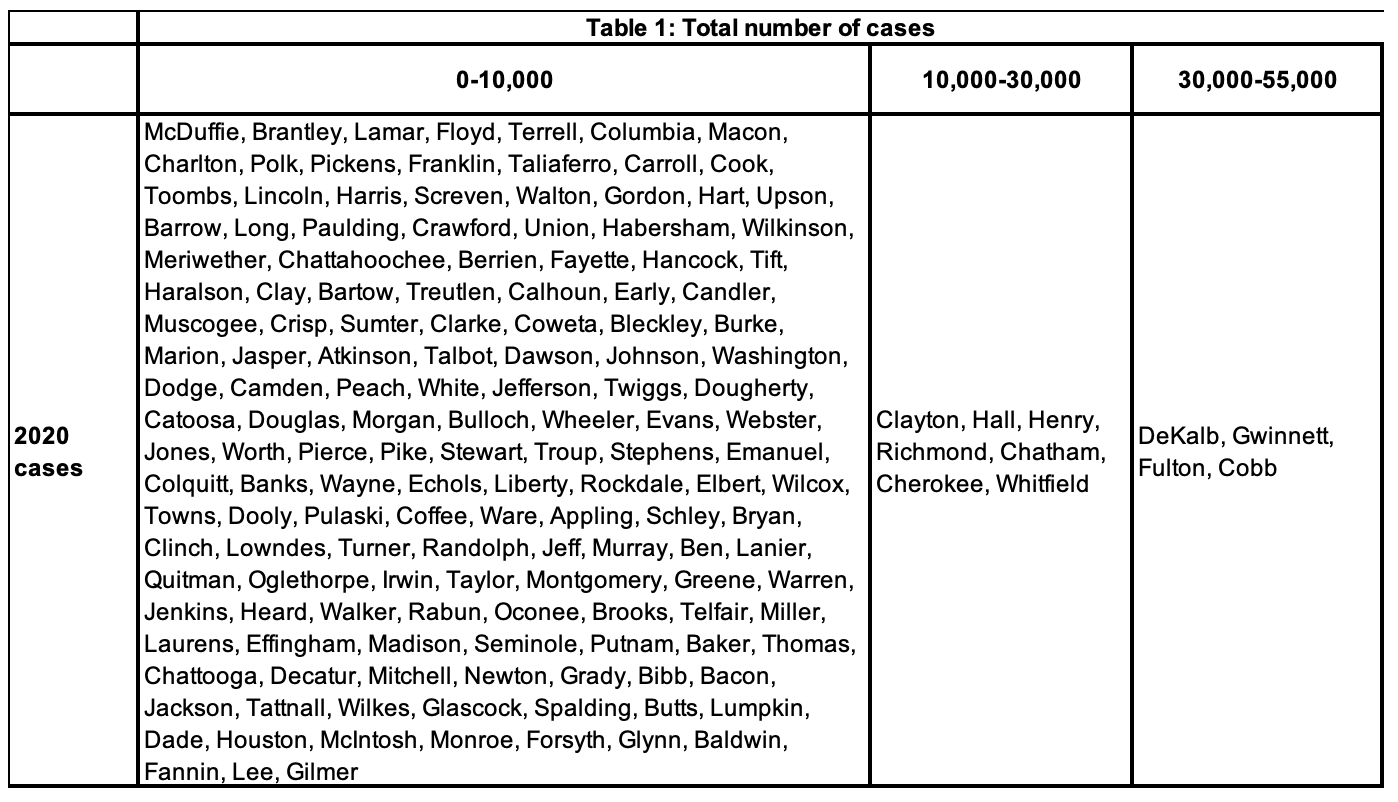 Table 1: Total number of cases
0-10,000
10,000-30,000
30,000-55,000
2020
cases
McDuffie, Brantley, Lamar, Floyd, Terrell, Columbia, Macon,
Charlton, Polk, Pickens, Franklin, Taliaferro, Carroll, Cook,
Toombs, Lincoln, Harris, Screven, Walton, Gordon, Hart, Upson,
Barrow, Long, Paulding, Crawford, Union, Habersham, Wilkinson,
Meriwether, Chattahoochee, Berrien, Fayette, Hancock, Tift,
Haralson, Clay, Bartow, Treutlen, Calhoun, Early, Candler,
Muscogee, Crisp, Sumter, Clarke, Coweta, Bleckley, Burke,
Marion, Jasper, Atkinson, Talbot, Dawson, Johnson, Washington,
Dodge, Camden, Peach, White, Jefferson, Twiggs, Dougherty,
Catoosa, Douglas, Morgan, Bulloch, Wheeler, Evans, Webster,
Jones, Worth, Pierce, Pike, Stewart, Troup, Stephens, Emanuel,
Colquitt, Banks, Wayne, Echols, Liberty, Rockdale, Elbert, Wilcox,
Towns, Dooly, Pulaski, Coffee, Ware, Appling, Schley, Bryan,
Clinch, Lowndes, Turner, Randolph, Jeff, Murray, Ben, Lanier,
Quitman, Oglethorpe, Irwin, Taylor, Montgomery, Greene, Warren,
Jenkins, Heard, Walker, Rabun, Oconee, Brooks, Telfair, Miller,
Laurens, Effingham, Madison, Seminole, Putnam, Baker, Thomas,
Chattooga, Decatur, Mitchell, Newton, Grady, Bibb, Bacon,
Jackson, Tattnall, Wilkes, Glascock, Spalding, Butts, Lumpkin,
Dade, Houston, McIntosh, Monroe, Forsyth, Glynn, Baldwin,
Fannin, Lee, Gilmer
Clayton, Hall, Henry,
Richmond, Chatham,
Cherokee, Whitfield
DeKalb, Gwinnett,
Fulton, Cobb